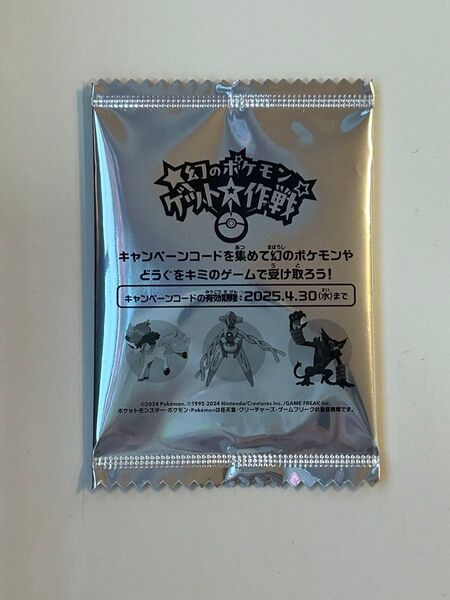 幻のポケモン
ゲット★作戦
キャンペーンコードを集めて幻のポケモンや
どうぐをキミのゲームで受け取ろう!
キャンペーンコードの有効期限:2025.4.30(水)まで
©2024 Pokémon. ©1995-2024 Nintendo/Creatures Inc. /GAME FREAK Inc.
ポケットモンスター・ポケモン・Pokémonは任天堂・クリーチャーズ・ゲームフリークの登録商標です。